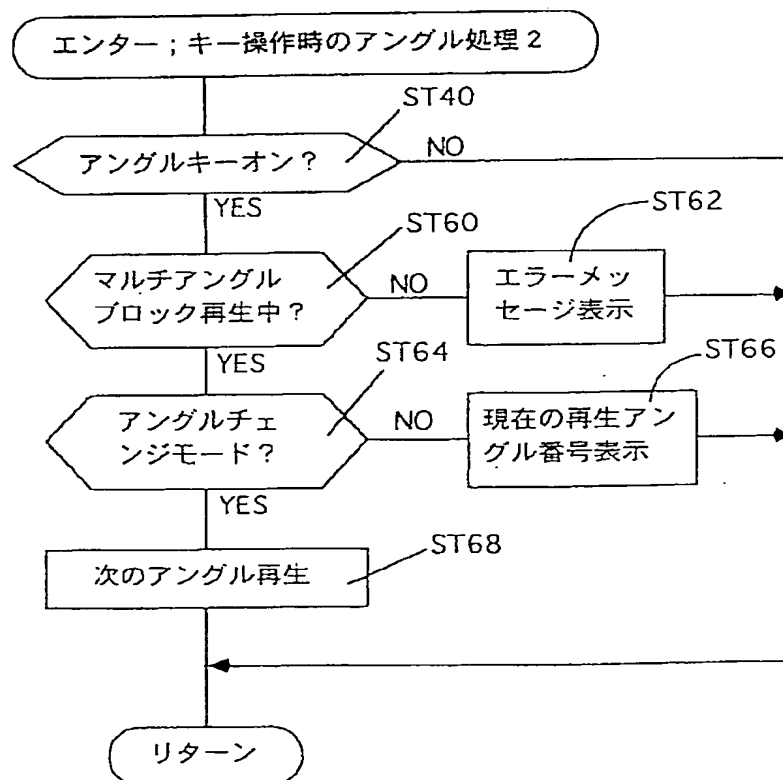 エンター；キー操作時のアングル処理2
ST40
アングルキーオン？
NO
YES
ST60
ST62
マルチアングル
ブロック再生中？
NO
エラーメッ
セージ表示
YES
ST64
ST66
アングルチェ
ンジモード？
NO
現在の再生アン
グル番号表示
YES
ST68
次のアングル再生
リターン